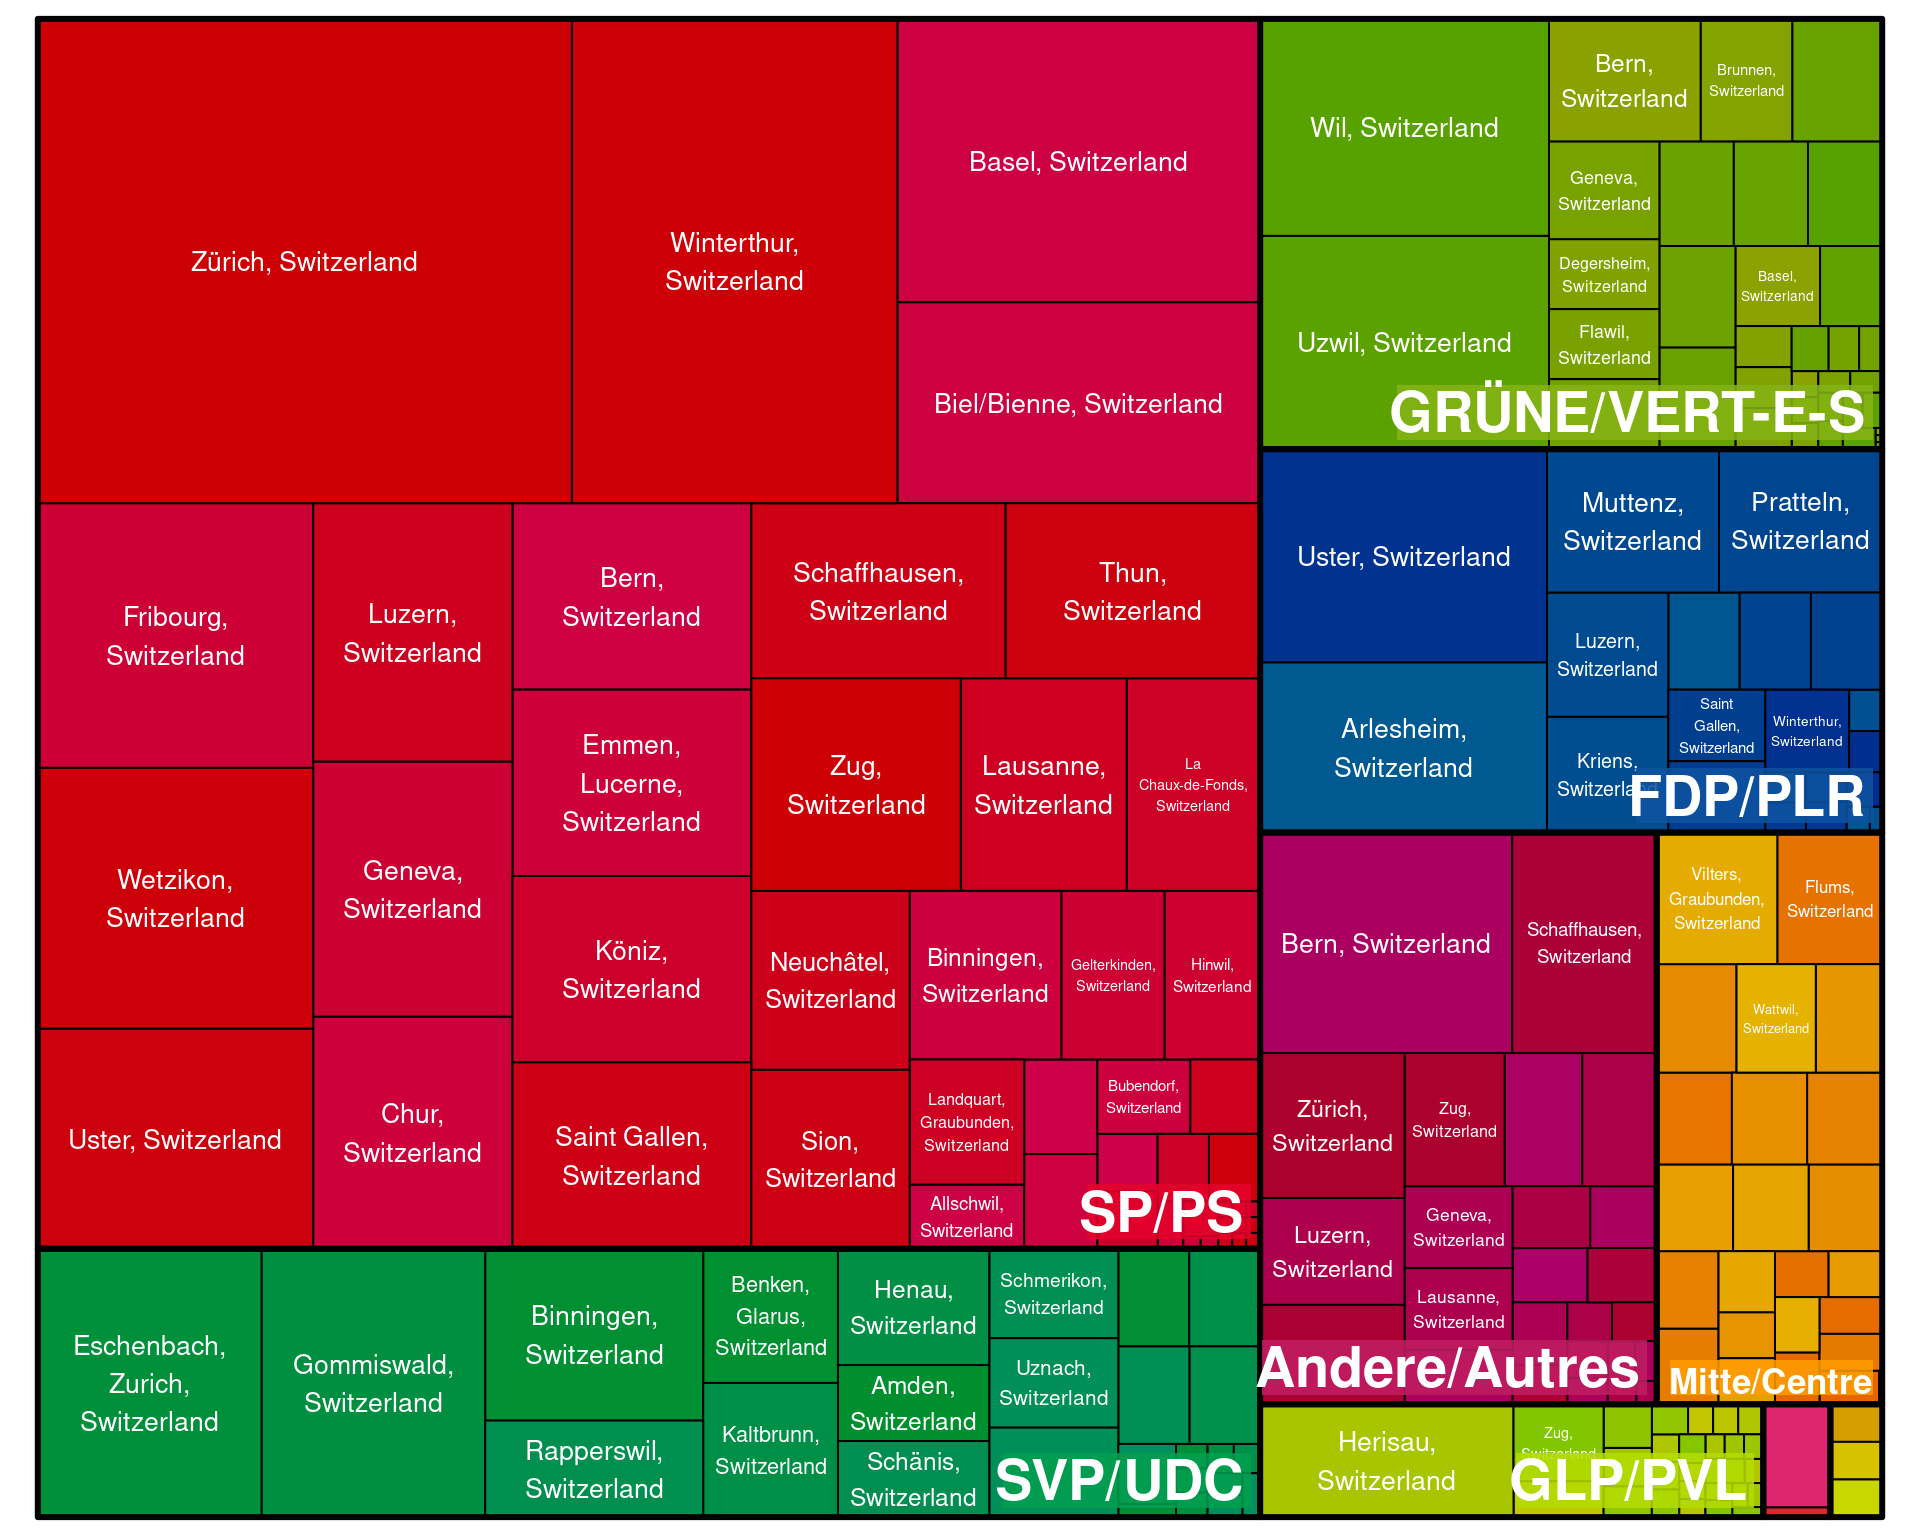 Zürich, Switzerland
Winterthur,
Switzerland
Basel, Switzerland
Biel/Bienne, Switzerland
Fribourg,
Switzerland
Luzern,
Switzerland
Bern,
Switzerland
Schaffhausen,
Switzerland
Thun,
Switzerland
Emmen,
Lucerne,
Switzerland
Zug,
Switzerland
Lausanne,
Switzerland
La
Chaux-de-Fonds,
Switzerland
Wetzikon,
Switzerland
Geneva,
Switzerland
Köniz,
Switzerland
Neuchâtel,
Switzerland
Binningen,
Switzerland
Gelterkinden,
Switzerland
Hinwil,
Switzerland
Uster, Switzerland
Chur,
Switzerland
Saint Gallen,
Switzerland
Sion,
Switzerland
Landquart,
Graubunden,
Switzerland
Bubendorf,
Switzerland
Allschwil,
Switzerland
SP/PS
Eschenbach,
Zurich,
Switzerland
Gommiswald,
Switzerland
Binningen,
Switzerland
Rapperswil,
Switzerland
Benken,
Glarus,
Switzerland
Kaltbrunn,
Switzerland
Henau,
Switzerland
Amden,
Switzerland
Schänis,
Switzerland
Schmerikon,
Switzerland
Uznach,
Switzerland
SVP/UDC
Wil, Switzerland
Uzwil, Switzerland
Bern,
Switzerland
Brunnen,
Switzerland
Geneva,
Switzerland
Degersheim,
Switzerland
Flawil,
Switzerland
Basel,
Switzerland
GRÜNE/VERT-E-S
Uster, Switzerland
Arlesheim,
Switzerland
Muttenz,
Switzerland
Pratteln,
Switzerland
Luzern,
Switzerland
Kriens,
Switzerland
Saint
Gallen,
Switzerland
Winterthur,
Switzerland
FDP/PLR
Bern, Switzerland
Schaffhausen,
Switzerland
Zürich,
Switzerland
Zug,
Switzerland
Luzern,
Switzerland
Geneva,
Switzerland
Lausanne,
Switzerland
Andere/Autres
Vilters,
Graubunden,
Switzerland
Flums,
Switzerland
Wattwil,
Switzerland
Mitte/Centre
Herisau,
Switzerland
Zug,
Switzerland
GLP/PVL